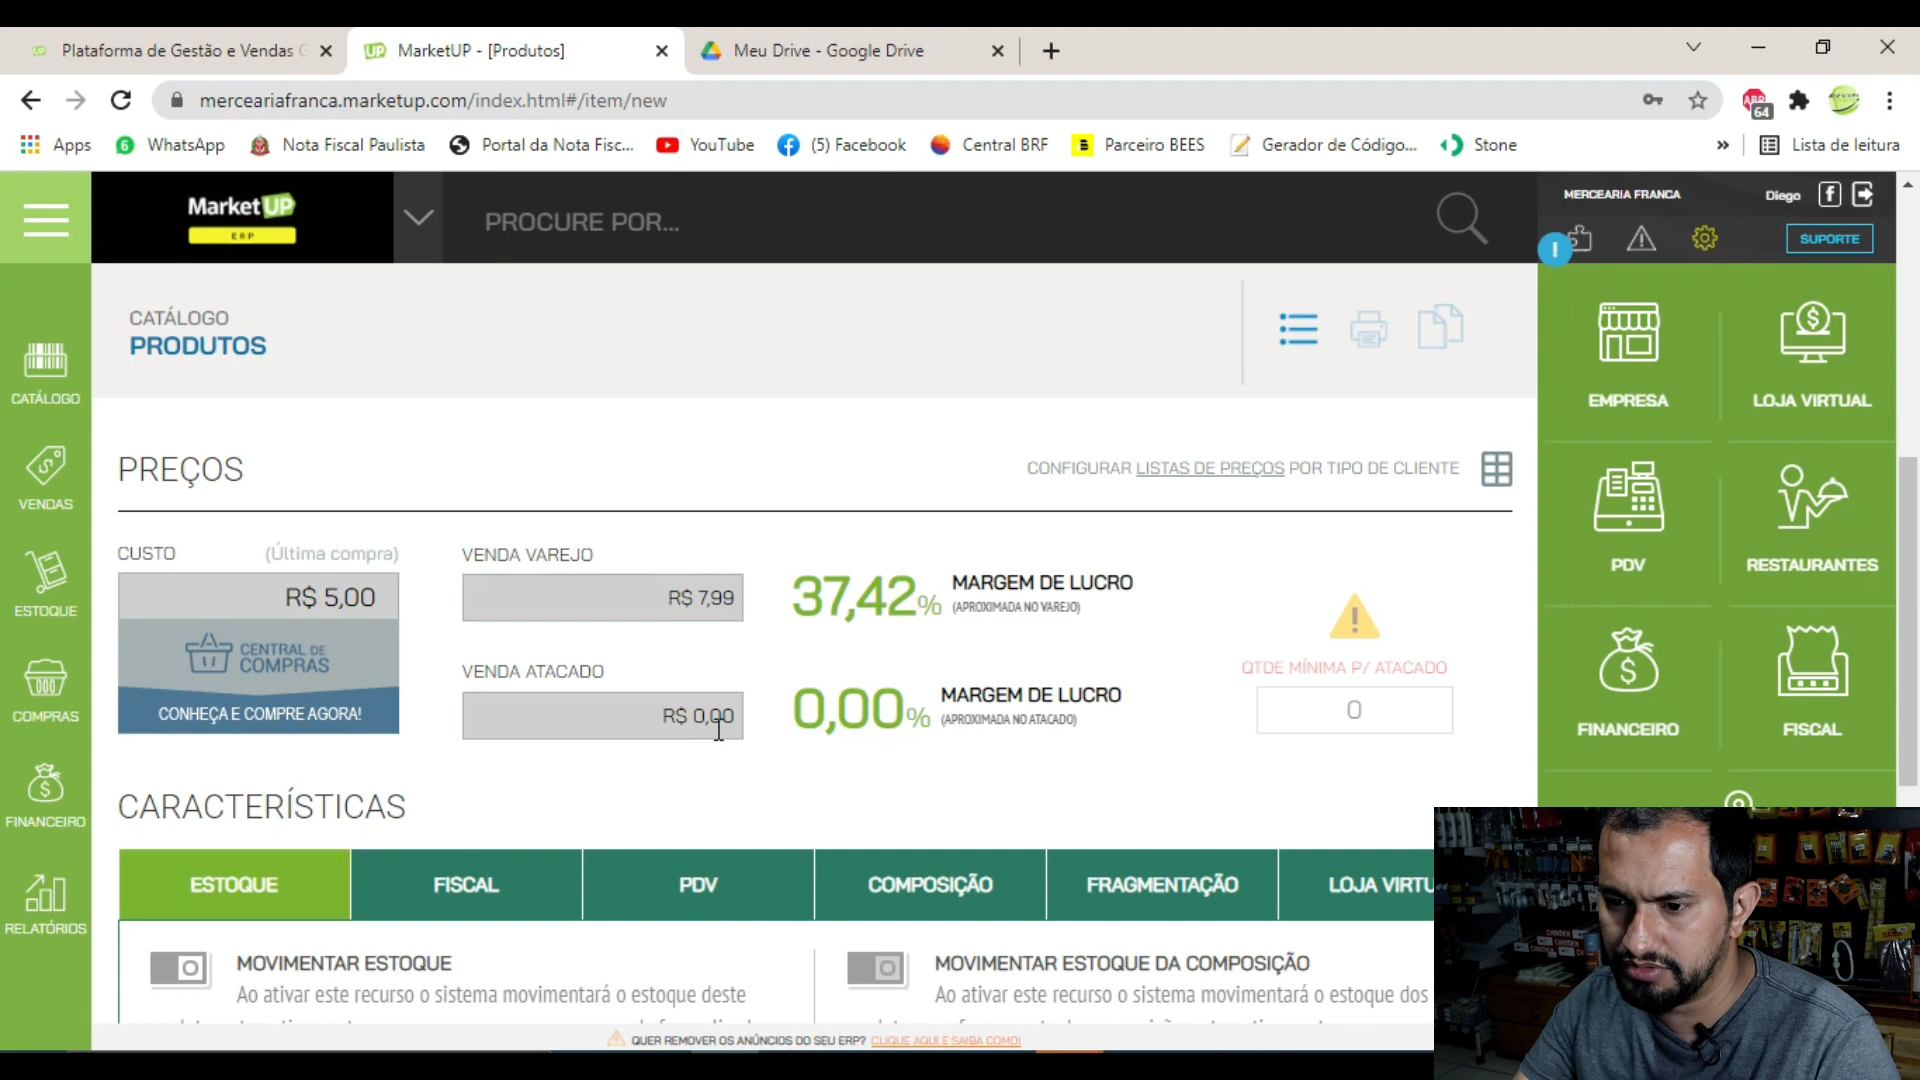 Plataforma de Gestão e Vendas G
MarketUP - [Produtos]
Meu Drive - Google Drive
merceariafranca.marketup.com/index.html#/item/new
ABP
64
Apps
6
WhatsApp
Nota Fiscal Paulista
Portal da Nota Fisc...
YouTube
(5) Facebook
Central BRF
Parceiro BEES
Gerador de Código...
Stone
»
Lista de leitura
MarketUP
ERP
PROCURE POR...
MERCEARIA FRANCA
Diego
SUPORTE
CATÁLOGO
PRODUTOS
CATÁLOGO
VENDAS
ESTOQUE
COMPRAS
FINANCEIRO
RELATÓRIOS
EMPRESA
LOJA VIRTUAL
PDV
RESTAURANTES
FINANCEIRO
FISCAL
PREÇOS
CONFIGURAR LISTAS DE PREÇOS POR TIPO DE CLIENTE
CUSTO
(Última compra)
R$ 5,00
CENTRAL DE
COMPRAS
CONHEÇA E COMPRE AGORA!
VENDA VAREJO
R$ 7,99
37,42%
MARGEM DE LUCRO
(APROXIMADA NO VAREJO)
VENDA ATACADO
R$ 0,00
0,00%
MARGEM DE LUCRO
(APROXIMADA NO ATACADO)
QTDE MÍNIMA P/ ATACADO
0
CARACTERÍSTICAS
ESTOQUE
FISCAL
PDV
COMPOSIÇÃO
FRAGMENTAÇÃO
LOJA VIRTU
MOVIMENTAR ESTOQUE
Ao ativar este recurso o sistema movimentará o estoque deste
MOVIMENTAR ESTOQUE DA COMPOSIÇÃO
Ao ativar este recurso o sistema movimentará o estoque dos
QUER REMOVER OS ANÚNCIOS DO SEU ERP? CLIQUE AQUI E SAIBA COMO!